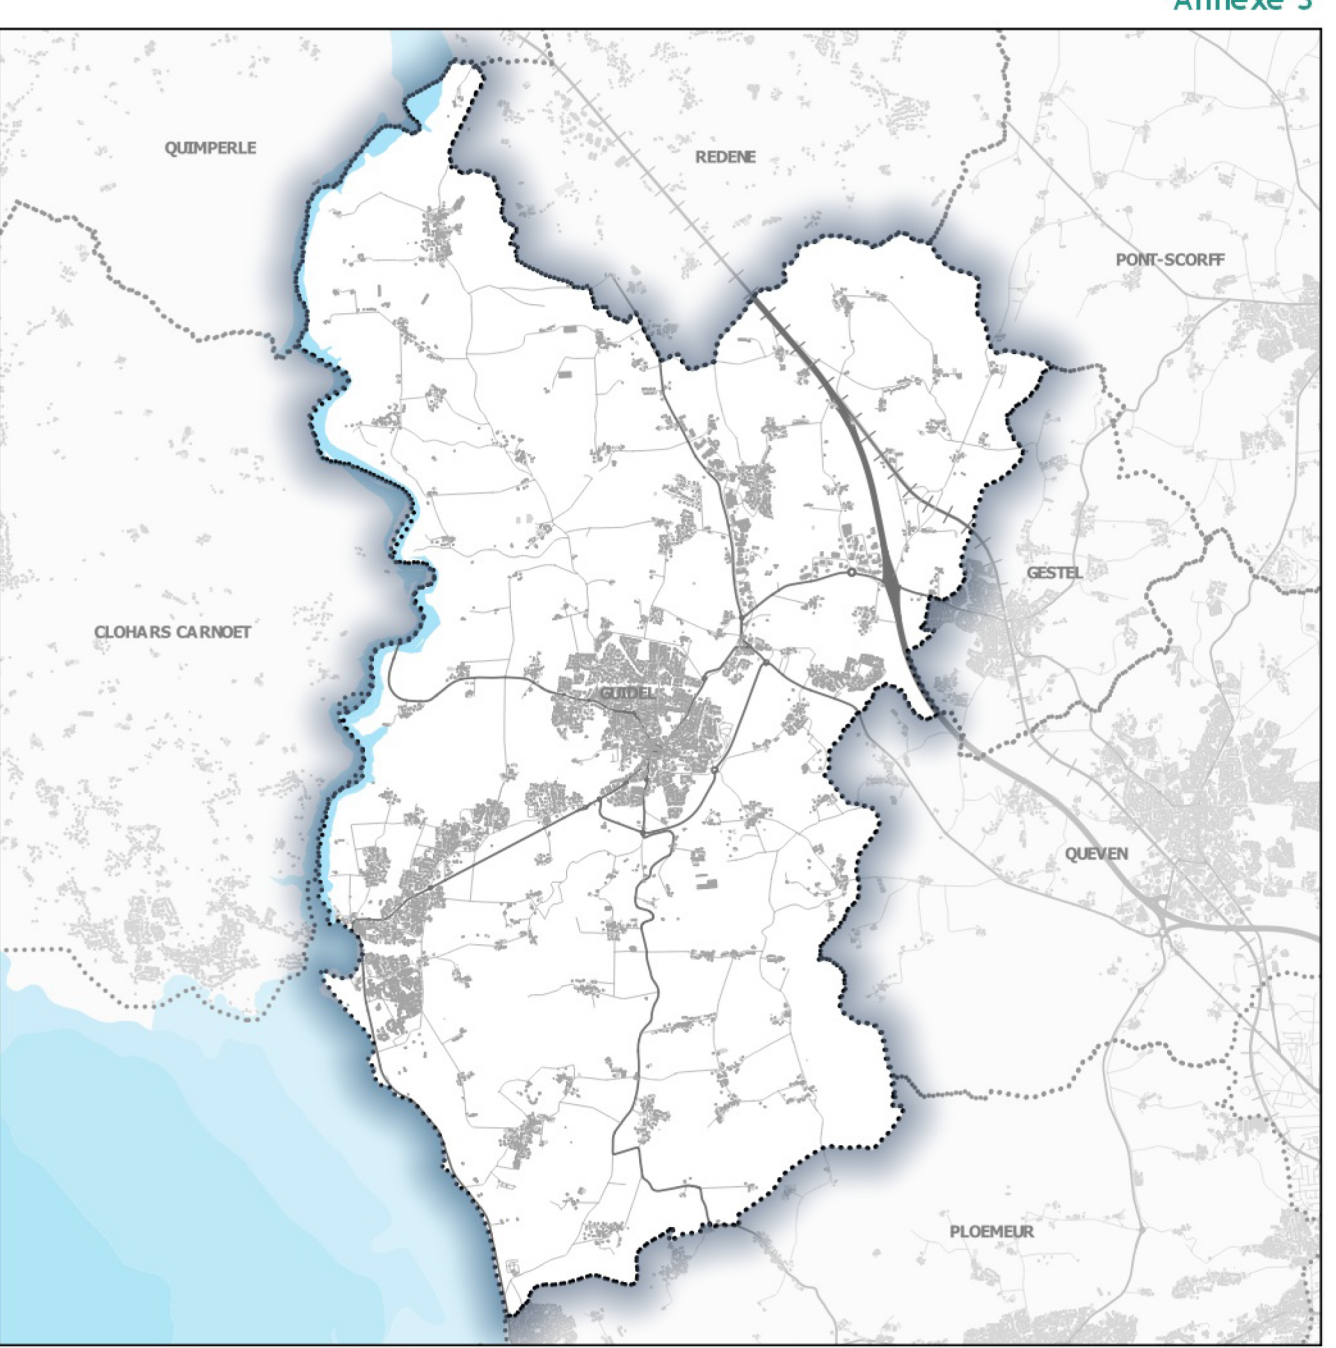 Annexe 3
QUIMPERLE
REDENE
PONT-SCORFF
GESTEL
CLOHARS CARNOET
GUIDEL
QUEVEN
PLOEMEUR